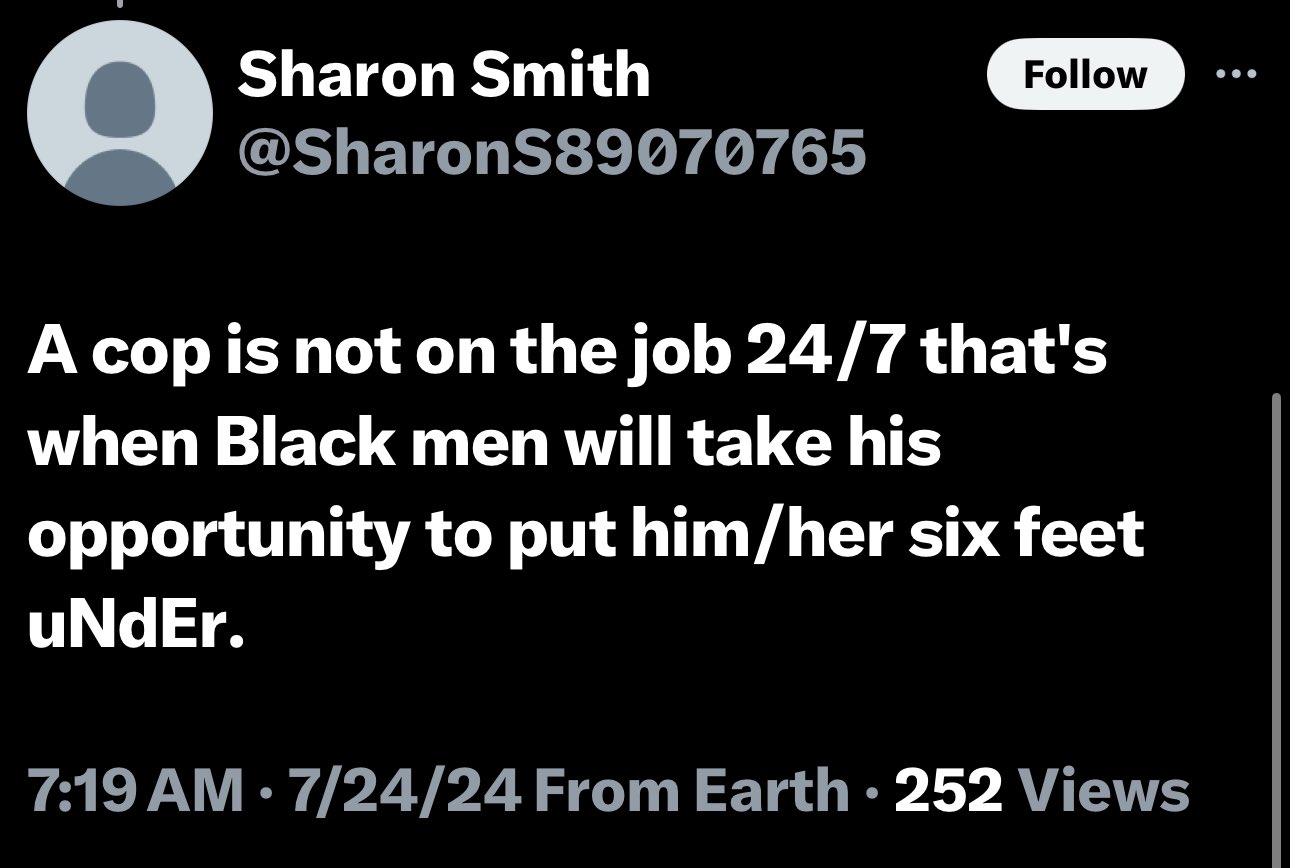 Sharon Smith
Follow ...
@SharonS89070765
A cop is not on the job 24/7 that's
when Black men will take his
opportunity to put him/her six feet
uNdEr.
7:19 AM · 7/24/24 From Earth · 252 Views